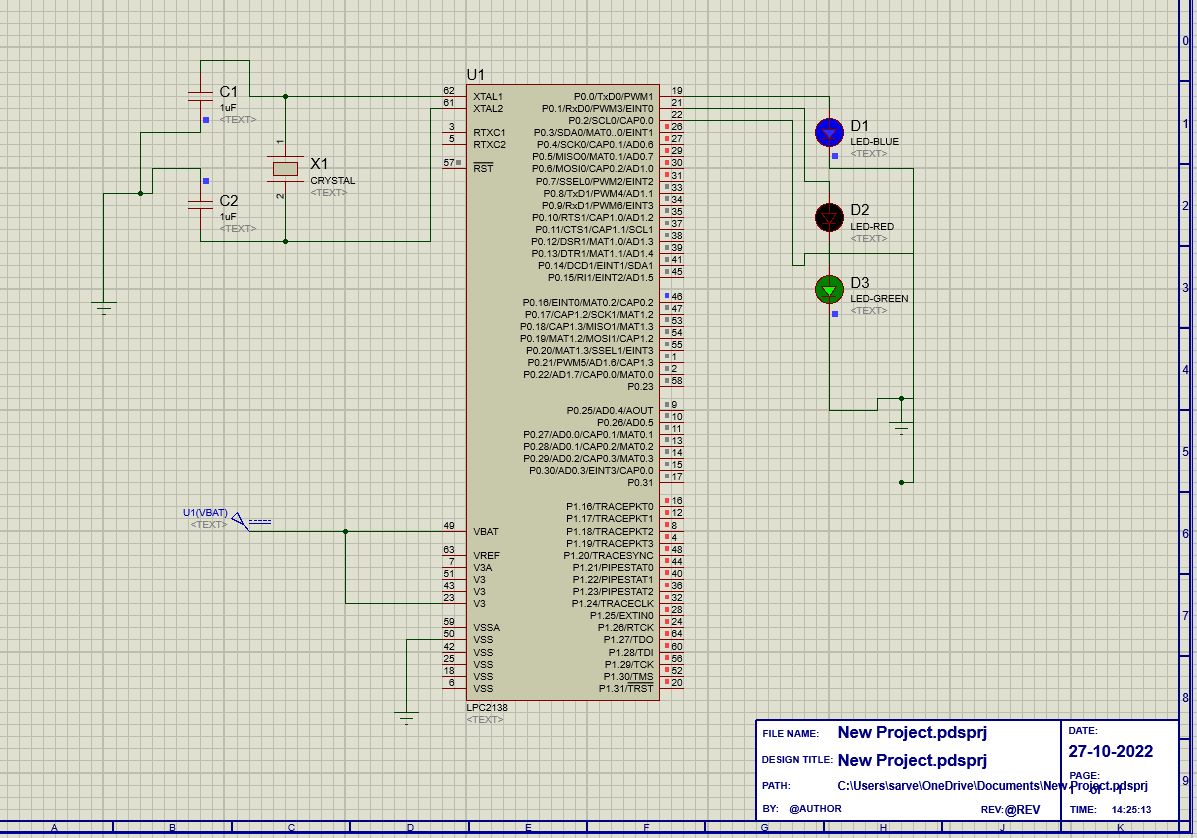 U1
62 XTAL1
61 XTAL2
3 RTXC1
5 RTXC2
57 RST
49 VBAT
63 VREF
7 V3A
51 V3
43 V3
23 V3
59 VSSA
50 VSS
42 VSS
25 VSS
18 VSS
6 VSS
P0.0/TxD0/PWM1 19
P0.1/RxD0/PWM3/EINT0 21
P0.2/SCL0/CAP0.0 22
P0.3/SDA0/MAT0..0/EINT1 26
P0.4/SCK0/CAP0.1/AD0.6 27
P0.5/MISO0/MAT0.1/AD0.7 29
P0.6/MOSI0/CAP0.2/AD1.0 30
P0.7/SSEL0/PWM2/EINT2 31
P0.8/TxD1/PWM4/AD1.1 33
P0.9/RxD1/PWM6/EINT3 34
P0.10/RTS1/CAP1.0/AD1.2 35
P0.11/CTS1/CAP1.1/SCL1 37
P0.12/DSR1/MAT1.0/AD1.3 38
P0.13/DTR1/MAT1.1/AD1.4 39
P0.14/DCD1/EINT1/SDA1 41
P0.15/RI1/EINT2/AD1.5 45
P0.16/EINT0/MAT0.2/CAP0.2 46
P0.17/CAP1.2/SCK1/MAT1.2 47
P0.18/CAP1.3/MISO1/MAT1.3 53
P0.19/MAT1.2/MOSI1/CAP1.2 54
P0.20/MAT1.3/SSEL1/EINT3 55
P0.21/PWM5/AD1.6/CAP1.3 1
P0.22/AD1.7/CAP0.0/MAT0.0 2
P0.23 58
P0.25/AD0.4/AOUT 9
P0.26/AD0.5 10
P0.27/AD0.0/CAP0.1/MAT0.1 11
P0.28/AD0.1/CAP0.2/MAT0.2 13
P0.29/AD0.2/CAP0.3/MAT0.3 14
P0.30/AD0.3/EINT3/CAP0.0 15
P0.31 17
P1.16/TRACEPKT0 16
P1.17/TRACEPKT1 12
P1.18/TRACEPKT2 8
P1.19/TRACEPKT3 4
P1.20/TRACESYNC 48
P1.21/PIPESTAT0 44
P1.22/PIPESTAT1 40
P1.23/PIPESTAT2 36
P1.24/TRACECLK 32
P1.25/EXTIN0 28
P1.26/RTCK 24
P1.27/TDO 64
P1.28/TDI 60
P1.29/TCK 56
P1.30/TMS 52
P1.31/TRST 20
LPC2138
<TEXT>
C1
1uF
<TEXT>
C2
1uF
<TEXT>
1
X1
CRYSTAL
<TEXT>
2
U1(VBAT)
<TEXT>
D1
LED-BLUE
<TEXT>
D2
LED-RED
<TEXT>
D3
LED-GREEN
<TEXT>
0
1
2
3
4
5
6
7
8
9
FILE NAME: New Project.pdsprj
DESIGN TITLE: New Project.pdsprj
PATH: C:\Users\sarve\OneDrive\Documents\New Project.pdsprj
BY: @AUTHOR
REV:@REV
DATE:
27-10-2022
PAGE:
TIME: 14:25:13
A B C D E F G H J K